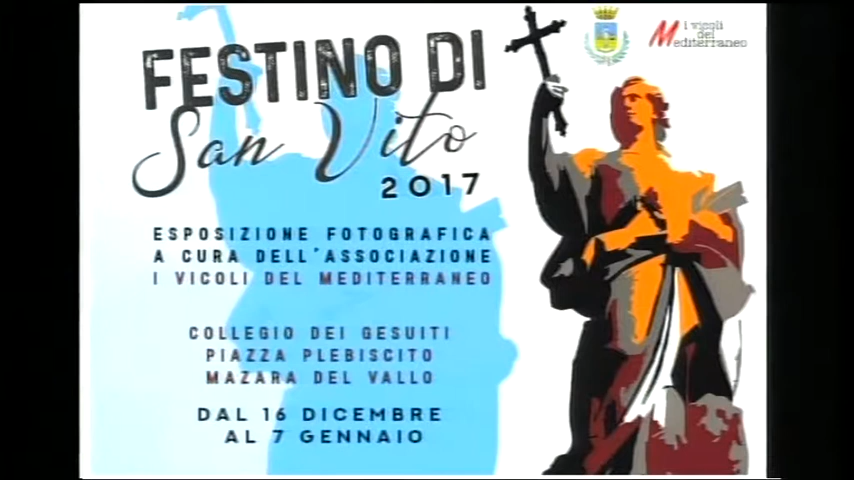 FESTINO DI
San Vito
2017
i vicoli
del
Mediterraneo
ESPOSIZIONE FOTOGRAFICA
A CURA DELL'ASSOCIAZIONE
I VICOLI DEL MEDITERRANEO
COLLEGIO DEI GESUITI
PIAZZA PLEBISCITO
MAZARA DEL VALLO
DAL 16 DICEMBRE
AL 7 GENNAIO